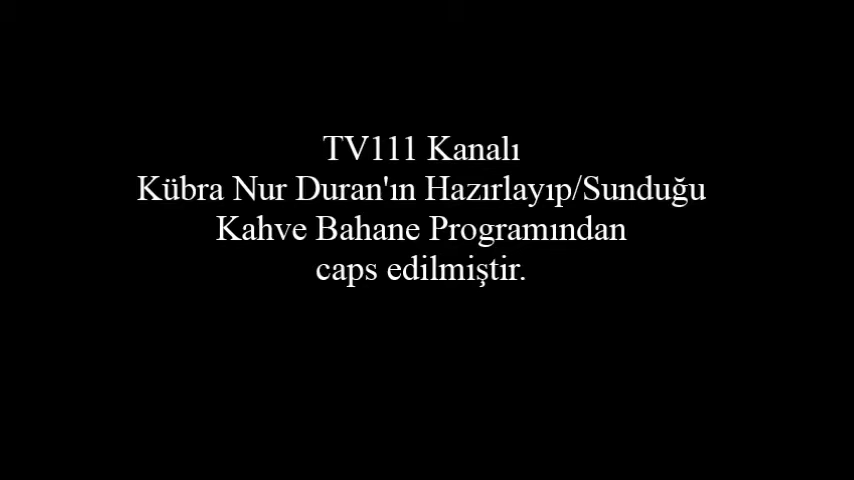 TV111 Kanalı
Kübra Nur Duran'ın Hazırlayıp/Sunduğu
Kahve Bahane Programından
caps edilmiştir.